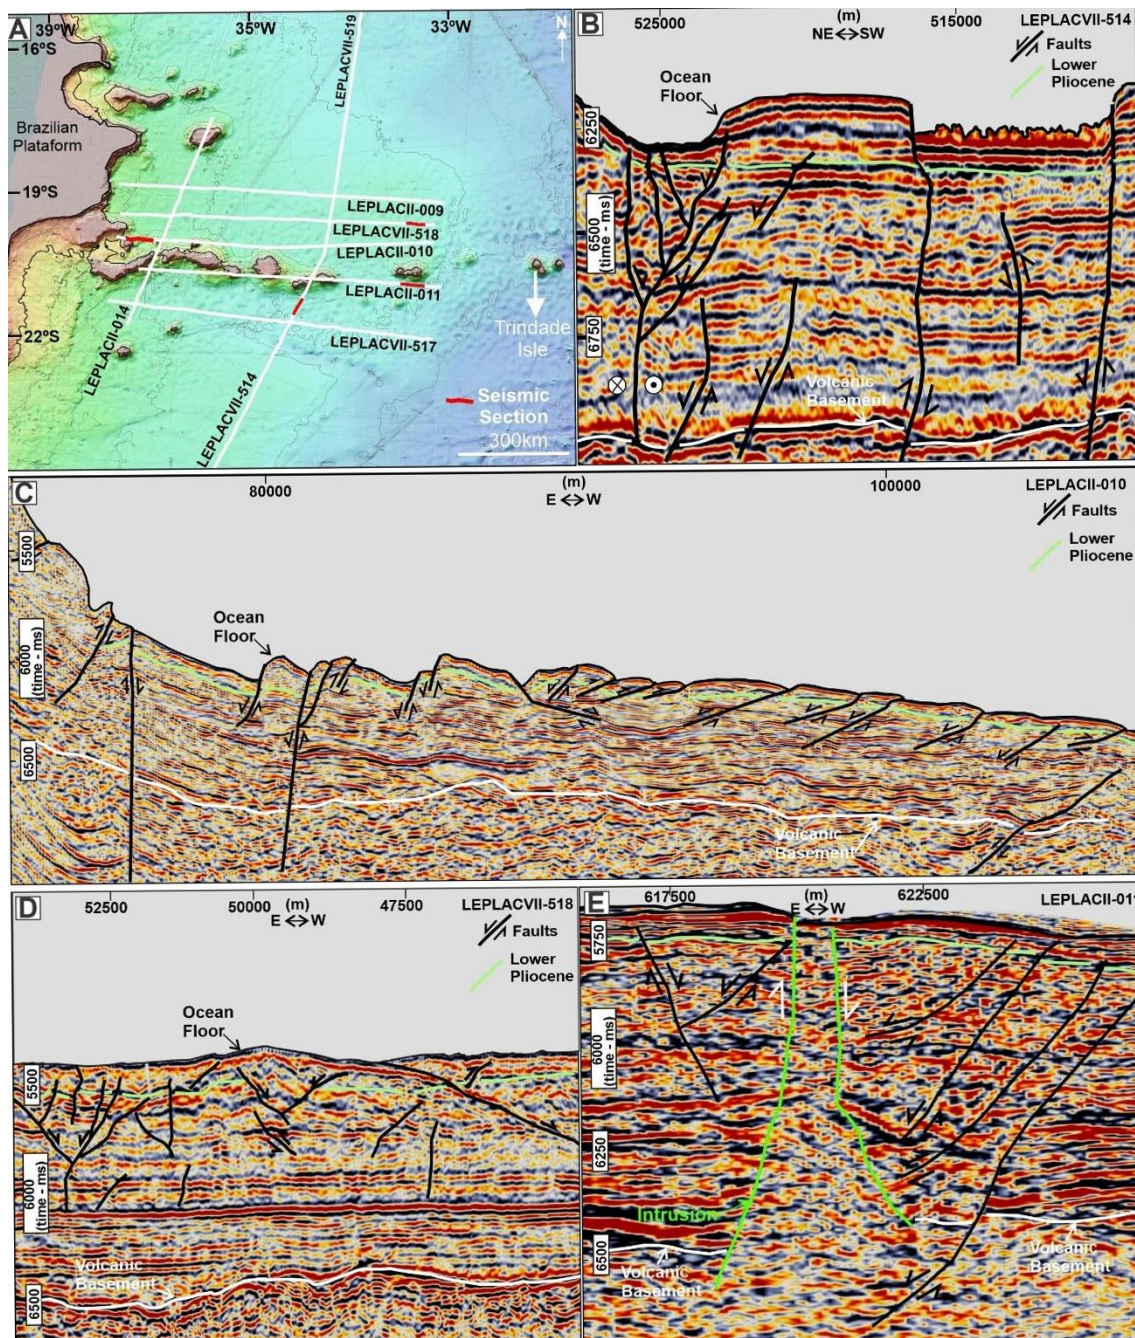 A
39ºW
35ºW
33ºW
N
16ºS
19ºS
22ºS
Brazilian
Plataform
LEPLACVII-519
LEPLACII-009
LEPLACVII-518
LEPLACII-010
LEPLACII-011
LEPLACVII-517
LEPLACII-014
LEPLACVII-514
Trindade
Isle
Seismic
Section
300km
B
525000
(m)
NE SW
515000
LEPLACVII-514
Faults
Lower
Pliocene
Ocean
Floor
6250
6500
(time - ms)
6750
Volcanic
Basement
C
80000
(m)
E W
100000
LEPLACII-010
Faults
Lower
Pliocene
5500
Ocean
Floor
6000
(time - ms)
6500
Volcanic
Basement
D
52500
50000
(m)
E W
47500
LEPLACVII-518
Faults
Lower
Pliocene
Ocean
Floor
5500
6000
(time - ms)
Volcanic
Basement
6500
E
617500
(m)
E W
622500
LEPLACII-011
5750
6000
(time - ms)
6250
Intrusion
6500
Volcanic
Basement
Volcanic
Basement